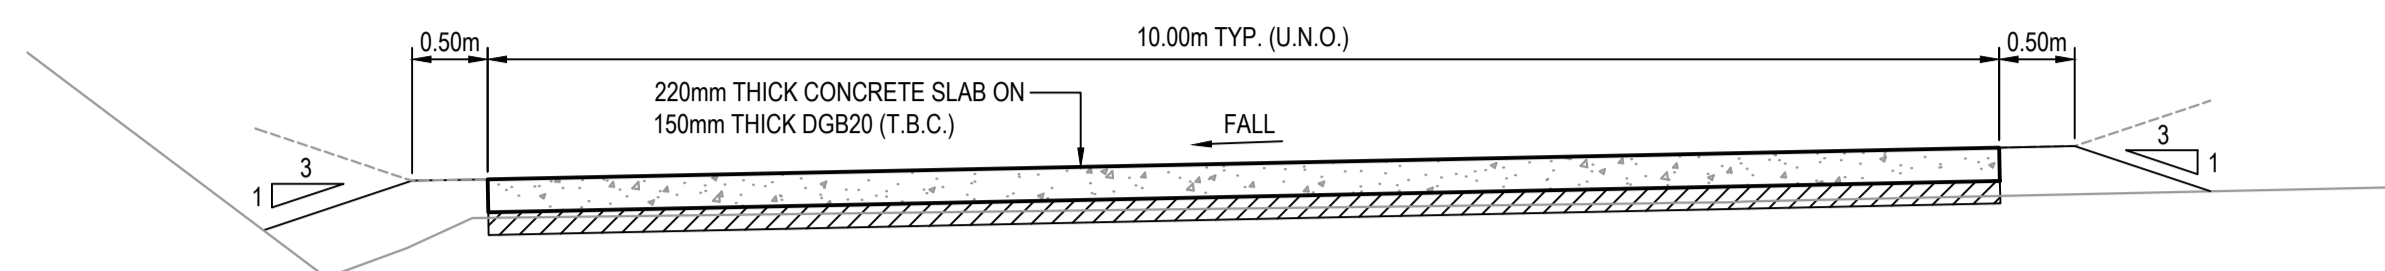 0.50m
10.00m TYP. (U.N.O.)
0.50m
220mm THICK CONCRETE SLAB ON
150mm THICK DGB20 (T.B.C.)
FALL
3
1
3
1